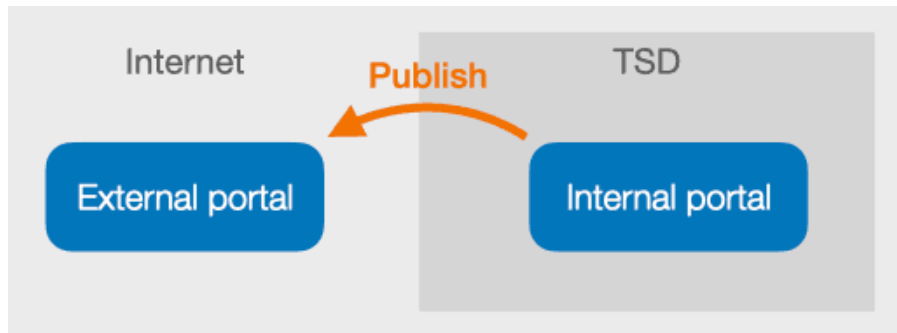 Internet
TSD
Publish
External portal
Internal portal